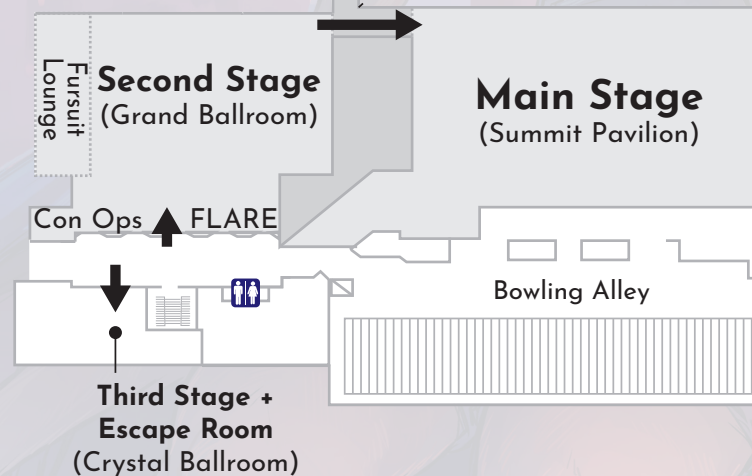 Fursuit
Lounge
Second Stage
(Grand Ballroom)
Main Stage
(Summit Pavilion)
Con Ops
FLARE
Bowling Alley
Third Stage +
Escape Room
(Crystal Ballroom)